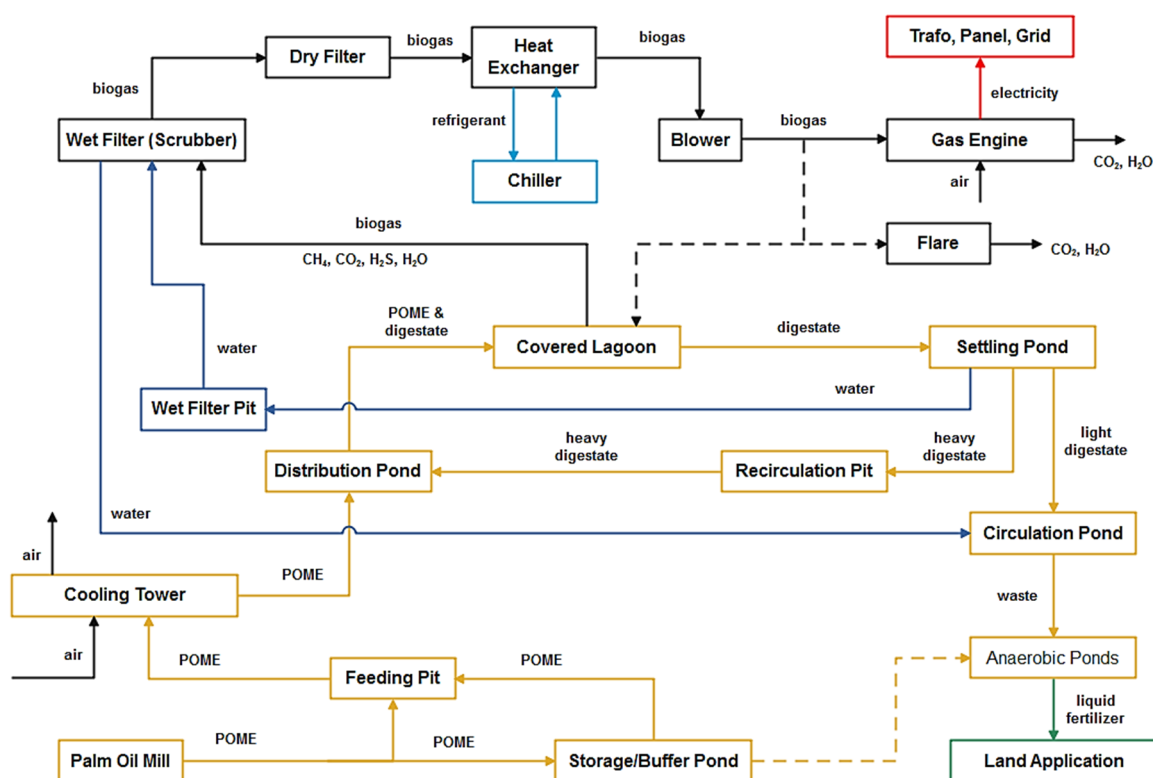 Trafo, Panel, Grid
Heat
Exchanger
biogas
biogas
Dry Filter
biogas
electricity
refrigerant
Wet Filter (Scrubber)
Blower
biogas
Gas Engine
CO₂, H₂O
Chiller
air
biogas
CH₄, CO₂, H₂S, H₂O
Flare
CO₂, H₂O
POME &
digestate
Covered Lagoon
digestate
Settling Pond
water
water
Wet Filter Pit
heavy
digestate
heavy
digestate
light
digestate
Distribution Pond
Recirculation Pit
water
Circulation Pond
air
POME
Cooling Tower
waste
air
POME
POME
Feeding Pit
Anaerobic Ponds
liquid
fertilizer
POME
POME
Palm Oil Mill
Storage/Buffer Pond
Land Application